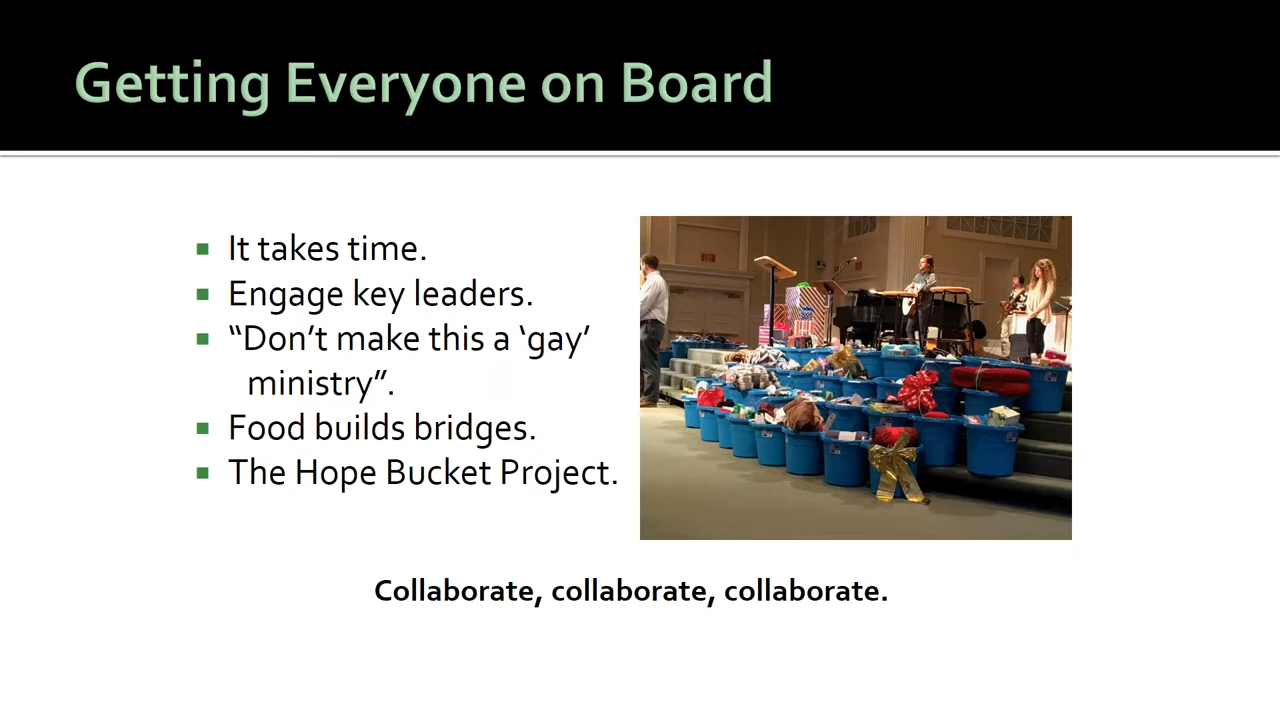 Getting Everyone on Board
It takes time.
Engage key leaders.
“Don’t make this a ‘gay’
ministry”.
Food builds bridges.
The Hope Bucket Project.
Collaborate, collaborate, collaborate.